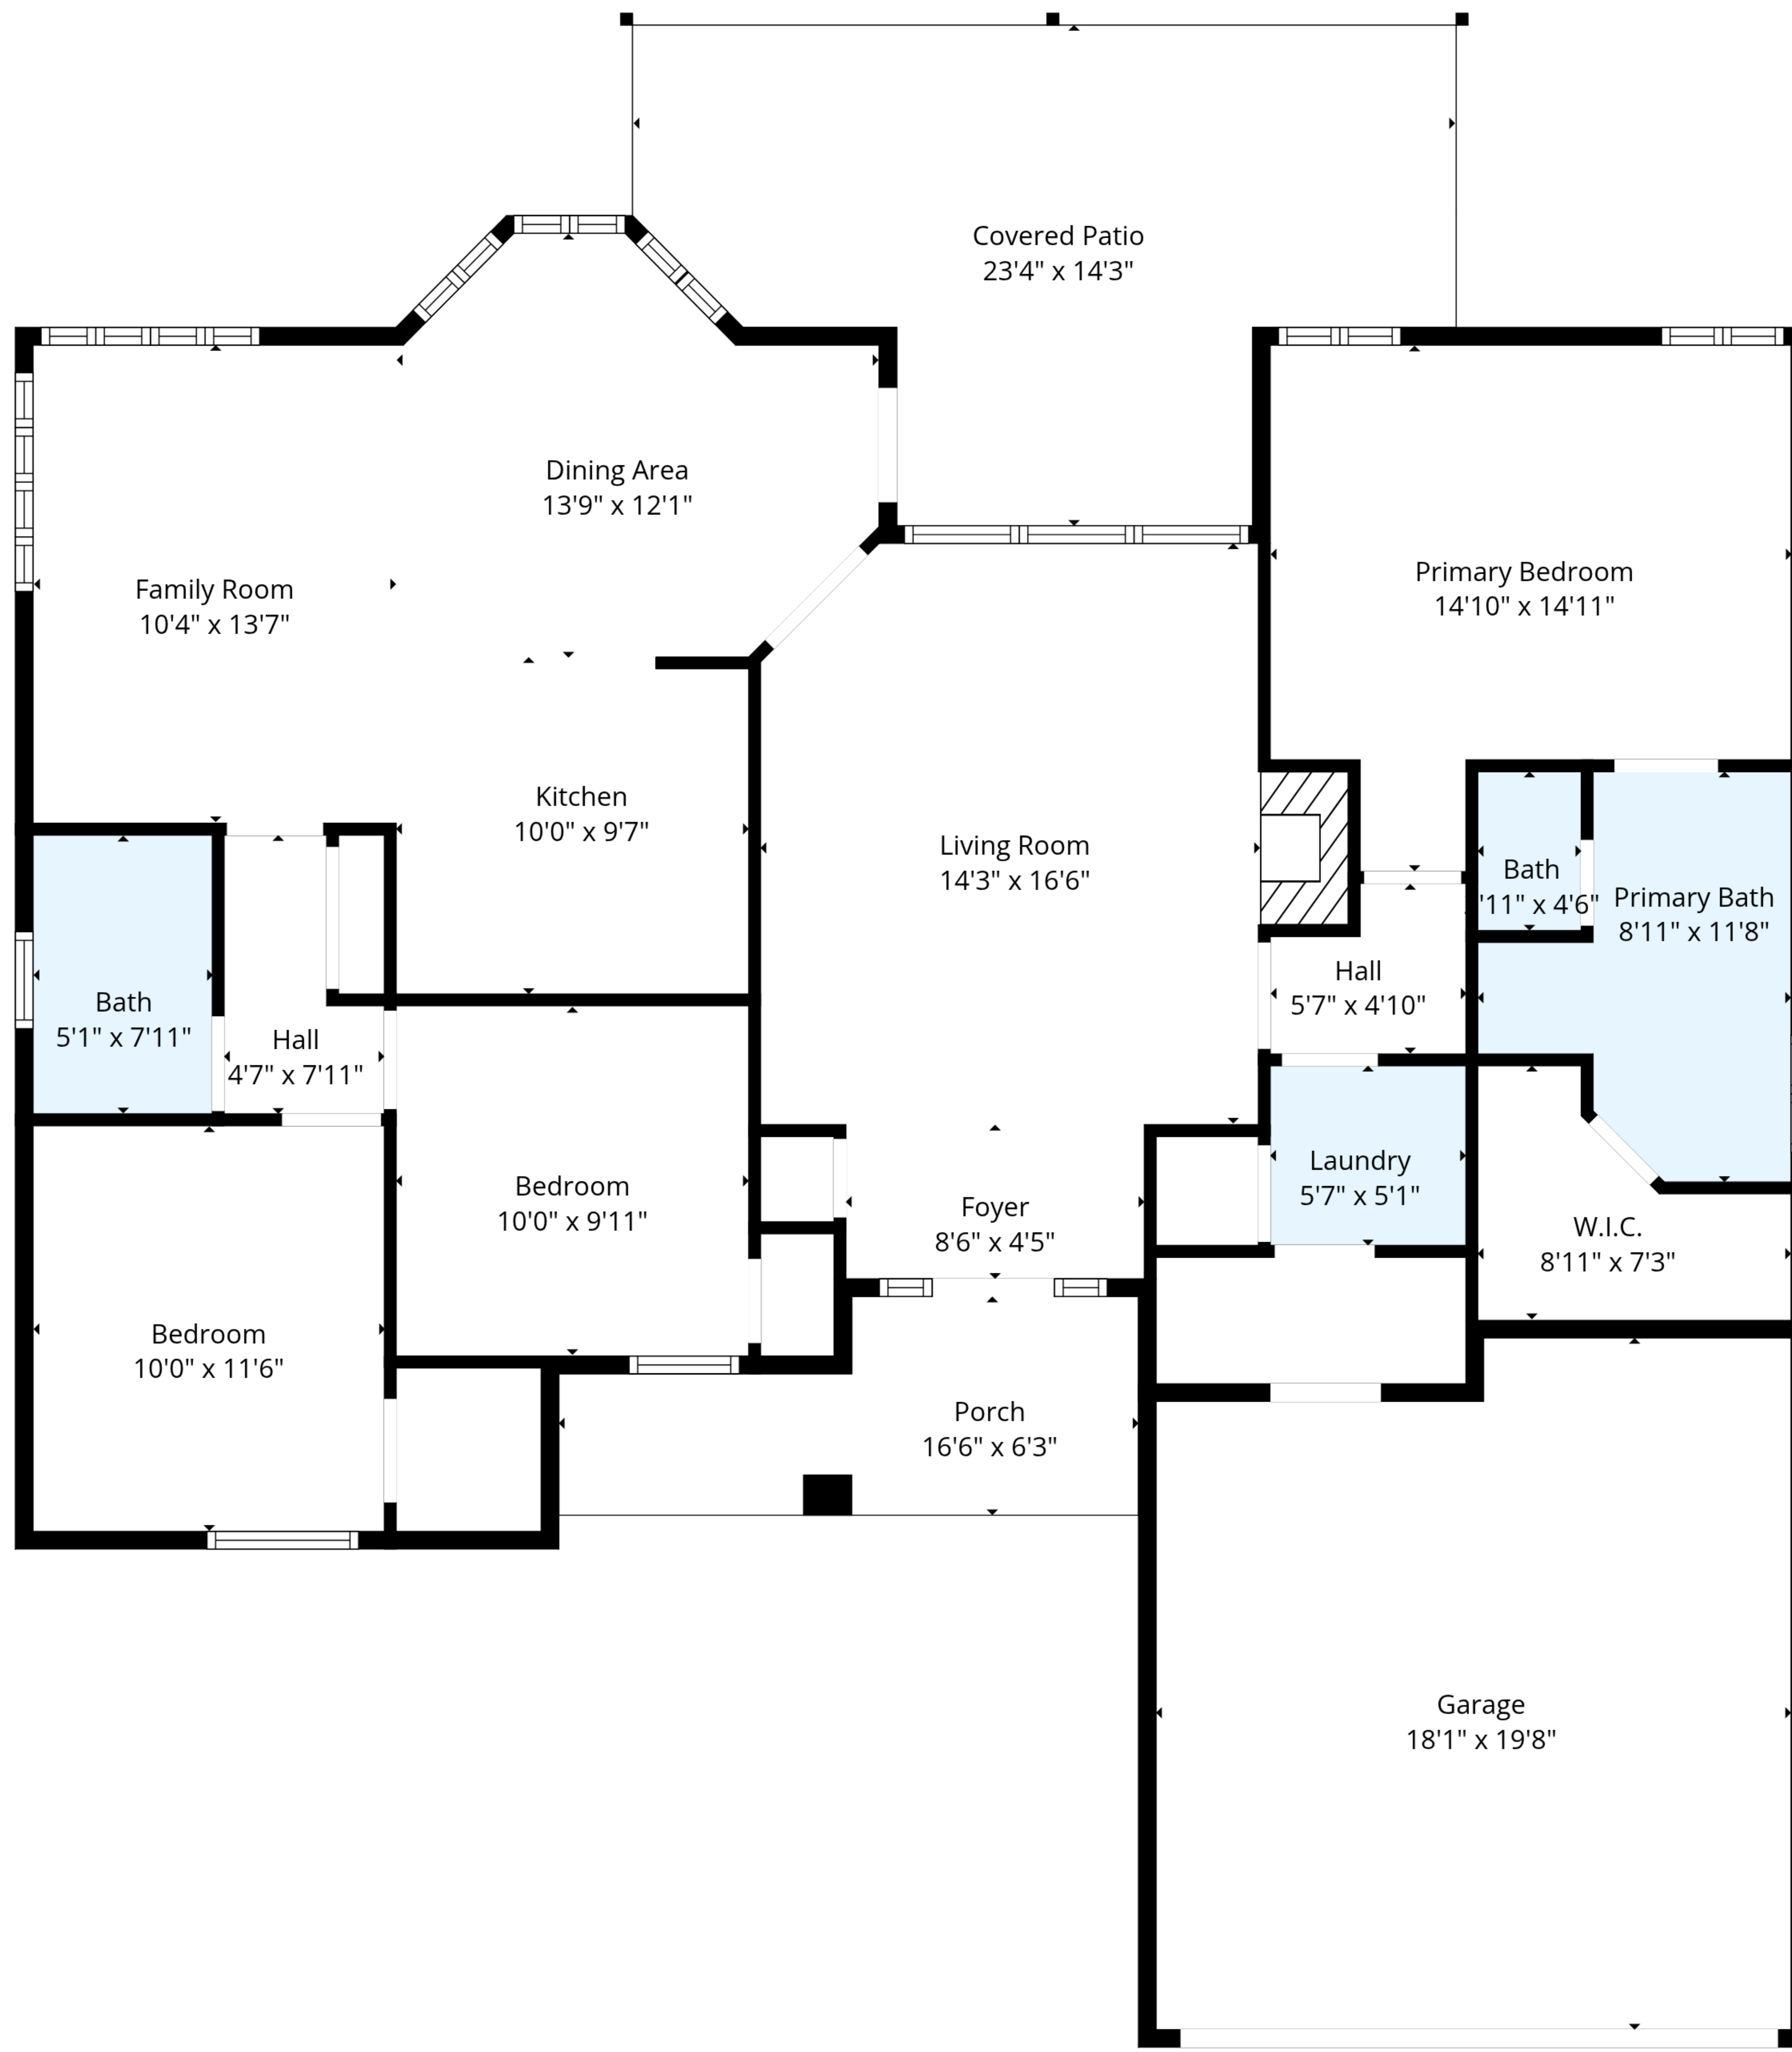 Covered Patio
23'4" x 14'3"
Dining Area
13'9" x 12'1"
Family Room
10'4" x 13'7"
Primary Bedroom
14'10" x 14'11"
Kitchen
10'0" x 9'7"
Living Room
14'3" x 16'6"
Bath
'11" x 4'6"
Primary Bath
8'11" x 11'8"
Hall
5'7" x 4'10"
Bath
5'1" x 7'11"
Hall
4'7" x 7'11"
Bedroom
10'0" x 9'11"
Laundry
5'7" x 5'1"
Foyer
8'6" x 4'5"
W.I.C.
8'11" x 7'3"
Bedroom
10'0" x 11'6"
Porch
16'6" x 6'3"
Garage
18'1" x 19'8"